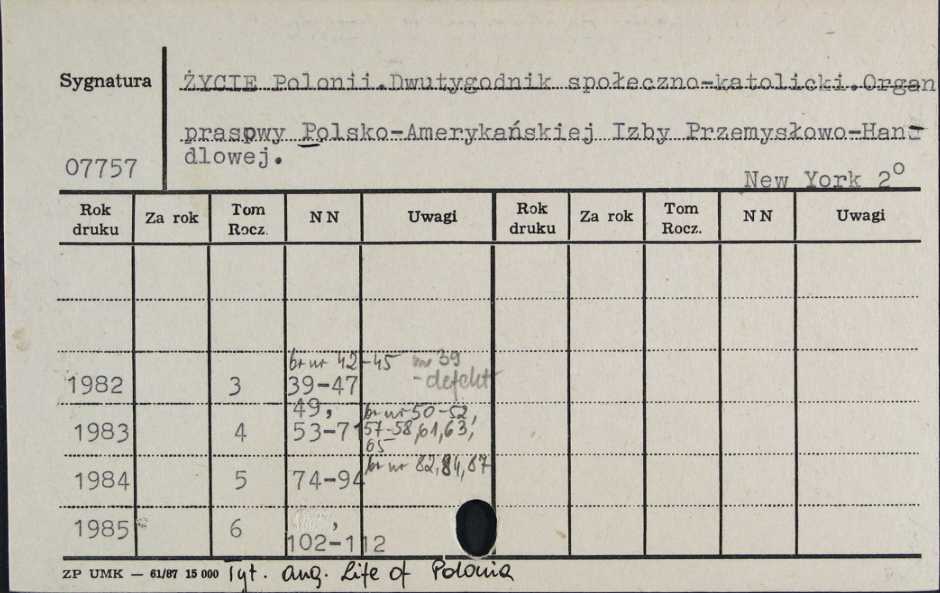 Sygnatura
ŻYCIE Polonii.Dwutygodnik społeczno-katolicki.Organ
prasowy Polsko-Amerykańskiej Izby Przemysłowo-Han-
dlowej.
07757
New York 2°
Rok druku Za rok Tom Rocz. NN Uwagi Rok druku Za rok Tom Rocz. NN Uwagi
br nr 42-45 nr 39
1982 3 39-47 -defekt
49, br nr 50-52,
1983 4 53-71 57-58,61,63,
65
br nr 82,84,87
1984 5 74-94
,
1985 6
102-112
ZP UMK — 61/87 15 000 Tyt. ang. Life of Polonia